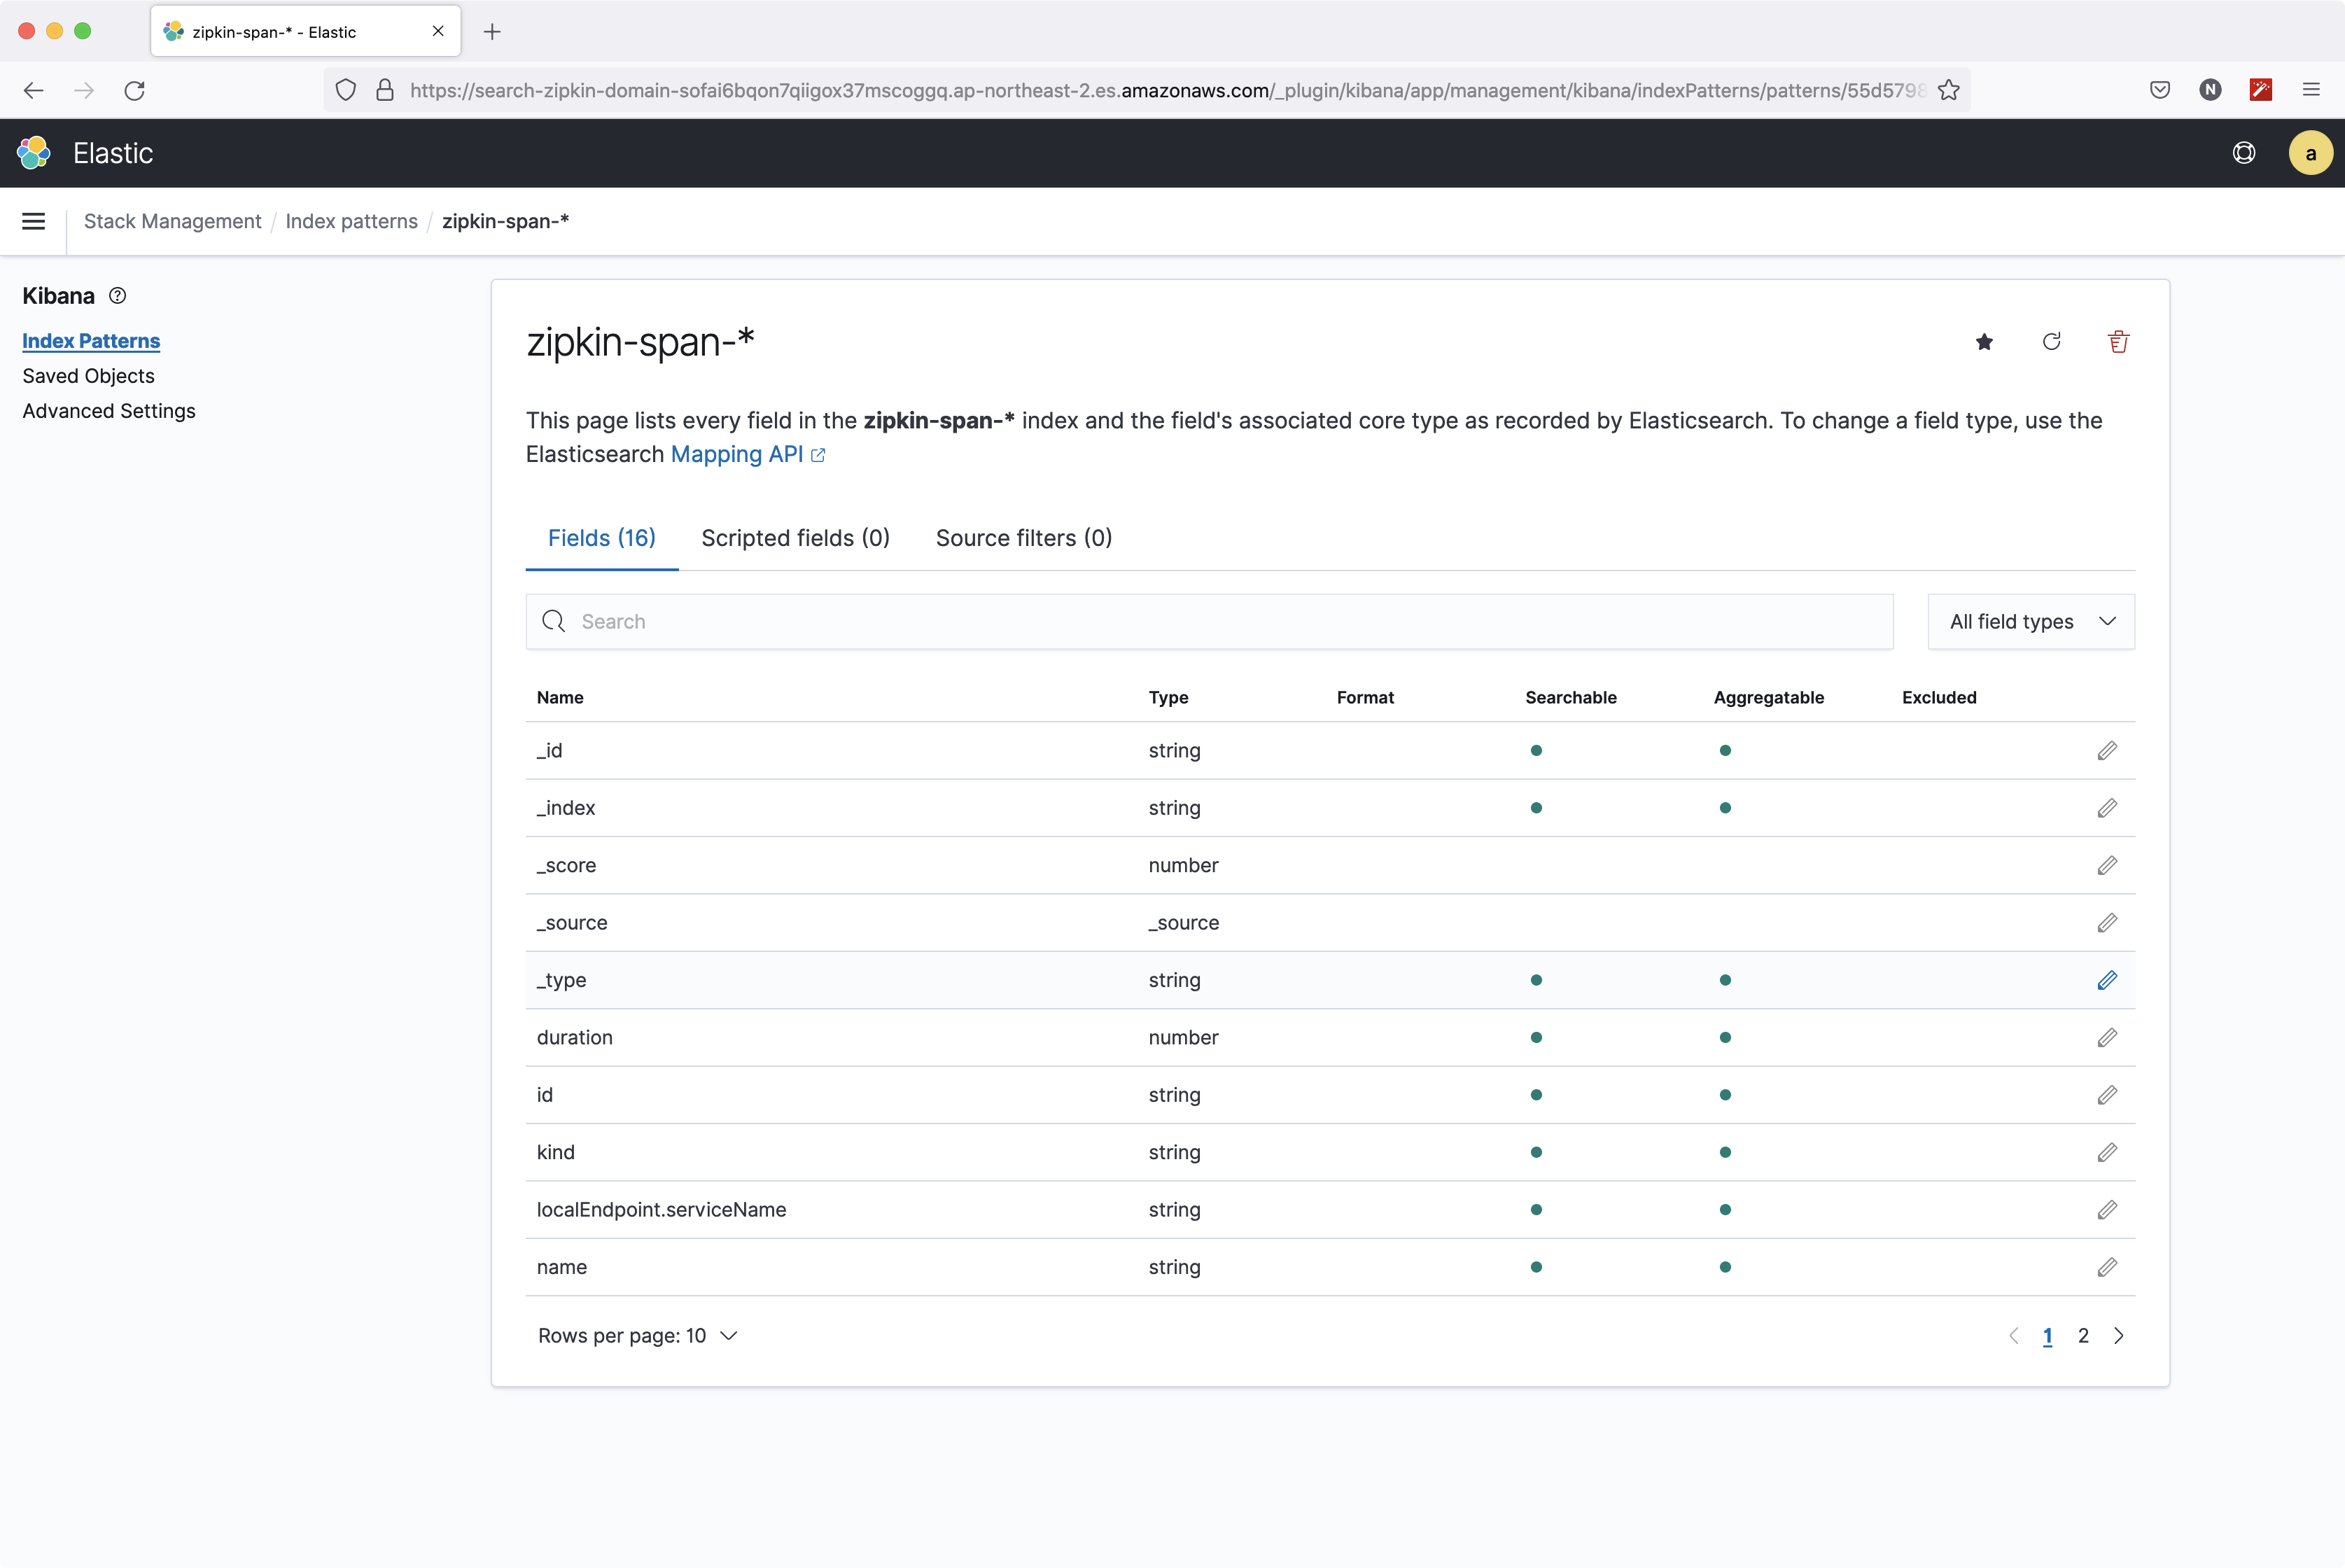 zipkin-span-* - Elastic
https://search-zipkin-domain-sofai6bqon7qiigox37mscoggq.ap-northeast-2.es.amazonaws.com/_plugin/kibana/app/management/kibana/indexPatterns/patterns/55d5798
N
Elastic
a
Stack Management / Index patterns / zipkin-span-*
Kibana
Index Patterns
Saved Objects
Advanced Settings
zipkin-span-*
This page lists every field in the zipkin-span-* index and the field's associated core type as recorded by Elasticsearch. To change a field type, use the
Elasticsearch Mapping API
Fields (16) Scripted fields (0) Source filters (0)
Search
All field types
Name Type Format Searchable Aggregatable Excluded
_id string
_index string
_score number
_source _source
_type string
duration number
id string
kind string
localEndpoint.serviceName string
name string
Rows per page: 10
1 2